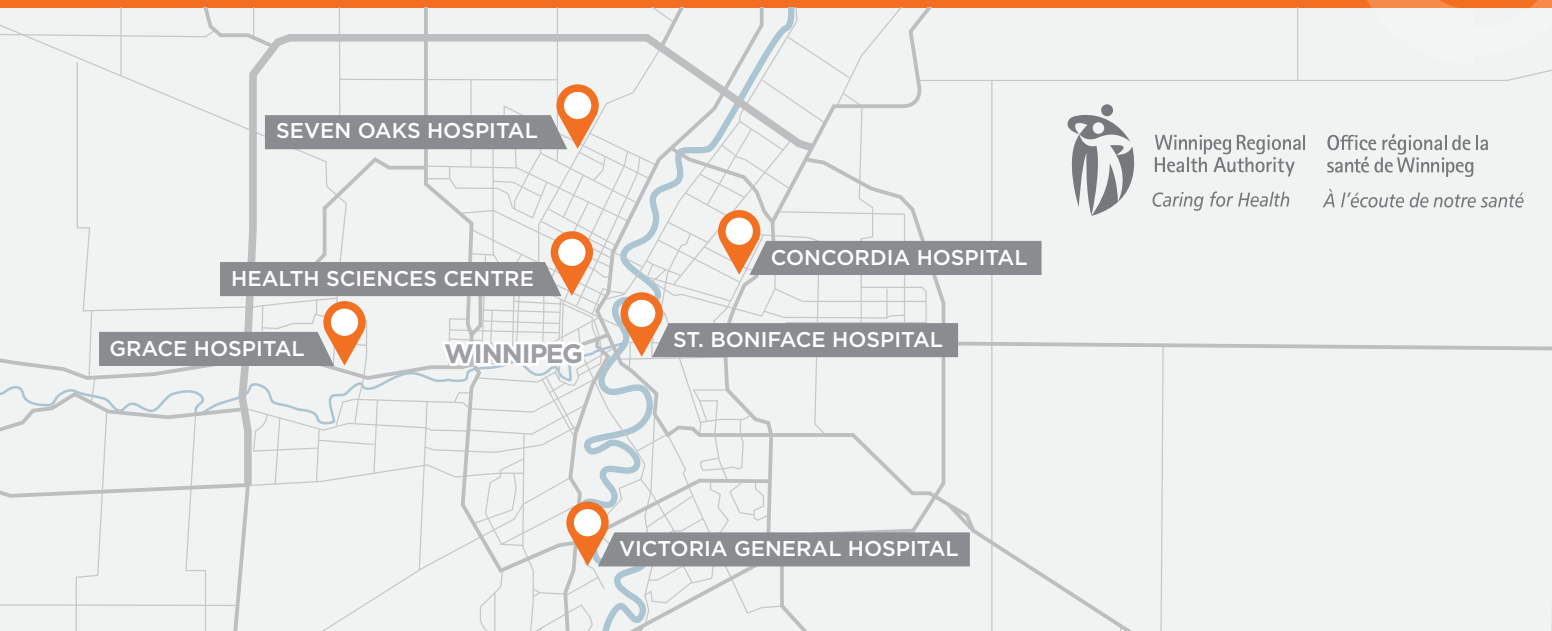 SEVEN OAKS HOSPITAL
Winnipeg Regional
Health Authority
Caring for Health
Office régional de la
santé de Winnipeg
À l'écoute de notre santé
CONCORDIA HOSPITAL
HEALTH SCIENCES CENTRE
ST. BONIFACE HOSPITAL
GRACE HOSPITAL
WINNIPEG
VICTORIA GENERAL HOSPITAL